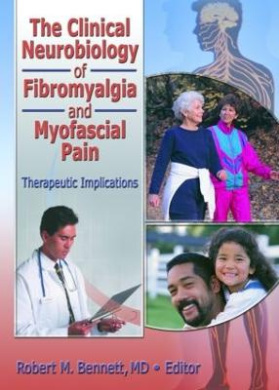 The Clinical
Neurobiology
of
Fibromyalgia
and
Myofascial
Pain
Therapeutic Implications
Robert M. Bennett, MD • Editor